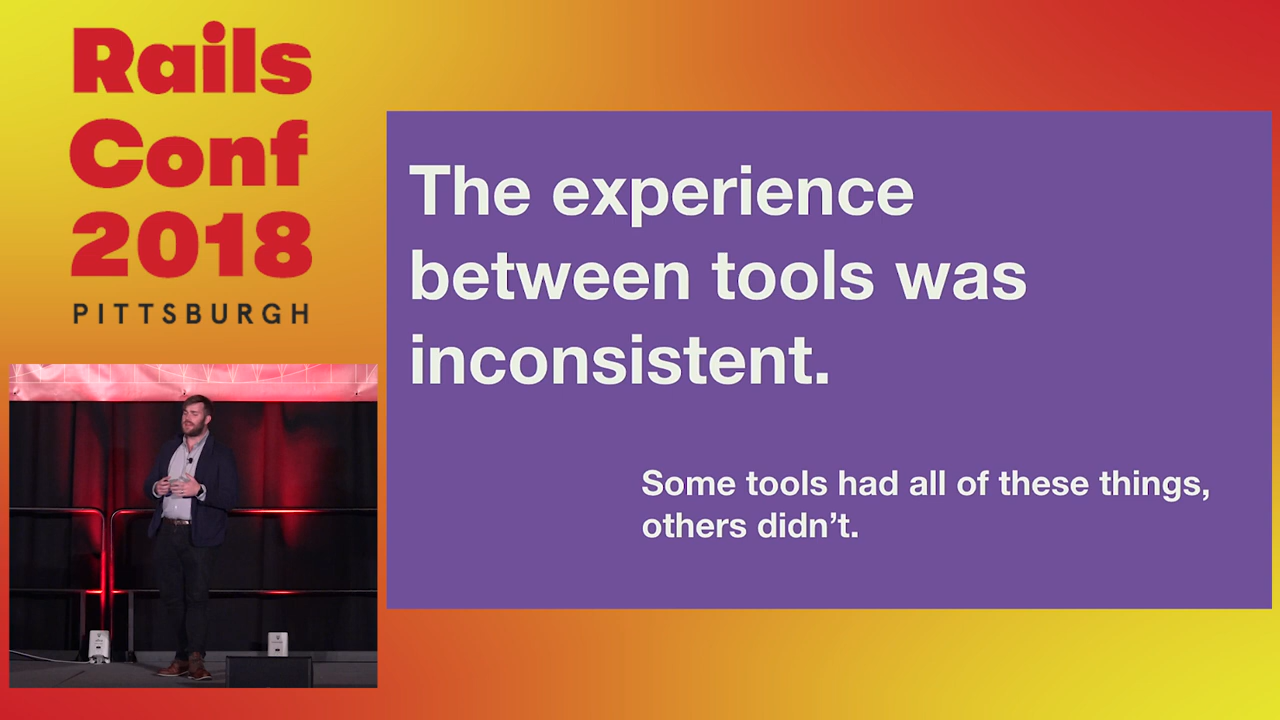 Rails
Conf
2018
PITTSBURGH
The experience
between tools was
inconsistent.
Some tools had all of these things,
others didn’t.